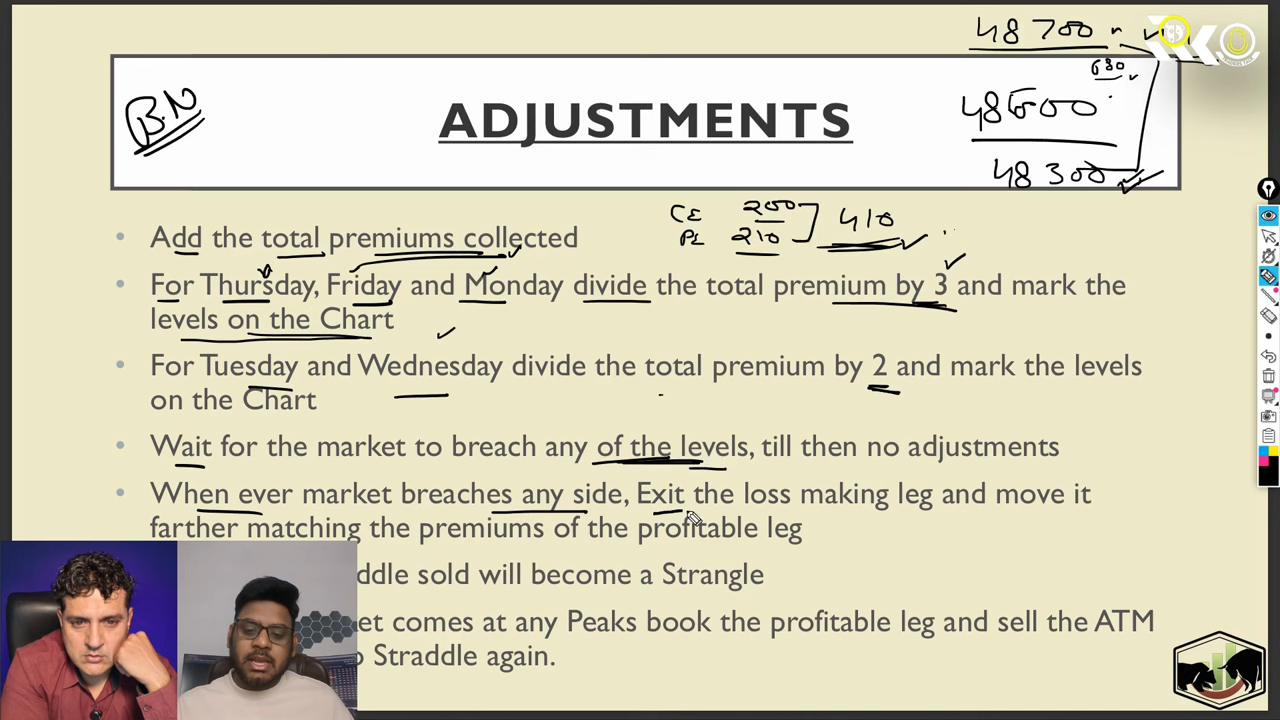 48700
680
B.N
ADJUSTMENTS
48500
48300
CE 200
PE 210
410
• Add the total premiums collected
• For Thursday, Friday and Monday divide the total premium by 3 and mark the
levels on the Chart
• For Tuesday and Wednesday divide the total premium by 2 and mark the levels
on the Chart
• Wait for the market to breach any of the levels, till then no adjustments
• When ever market breaches any side, Exit the loss making leg and move it
farther matching the premiums of the profitable leg
ddle sold will become a Strangle
et comes at any Peaks book the profitable leg and sell the ATM
o Straddle again.